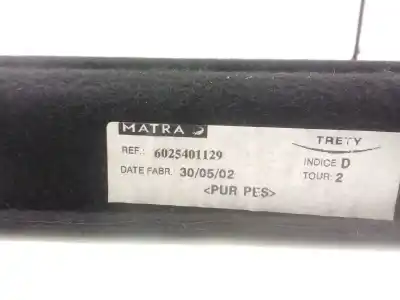 MATRA
TRETY
REF.: 6025401129
INDICE D
DATE FABR. 30/05/02
TOUR: 2
<PUR PES>